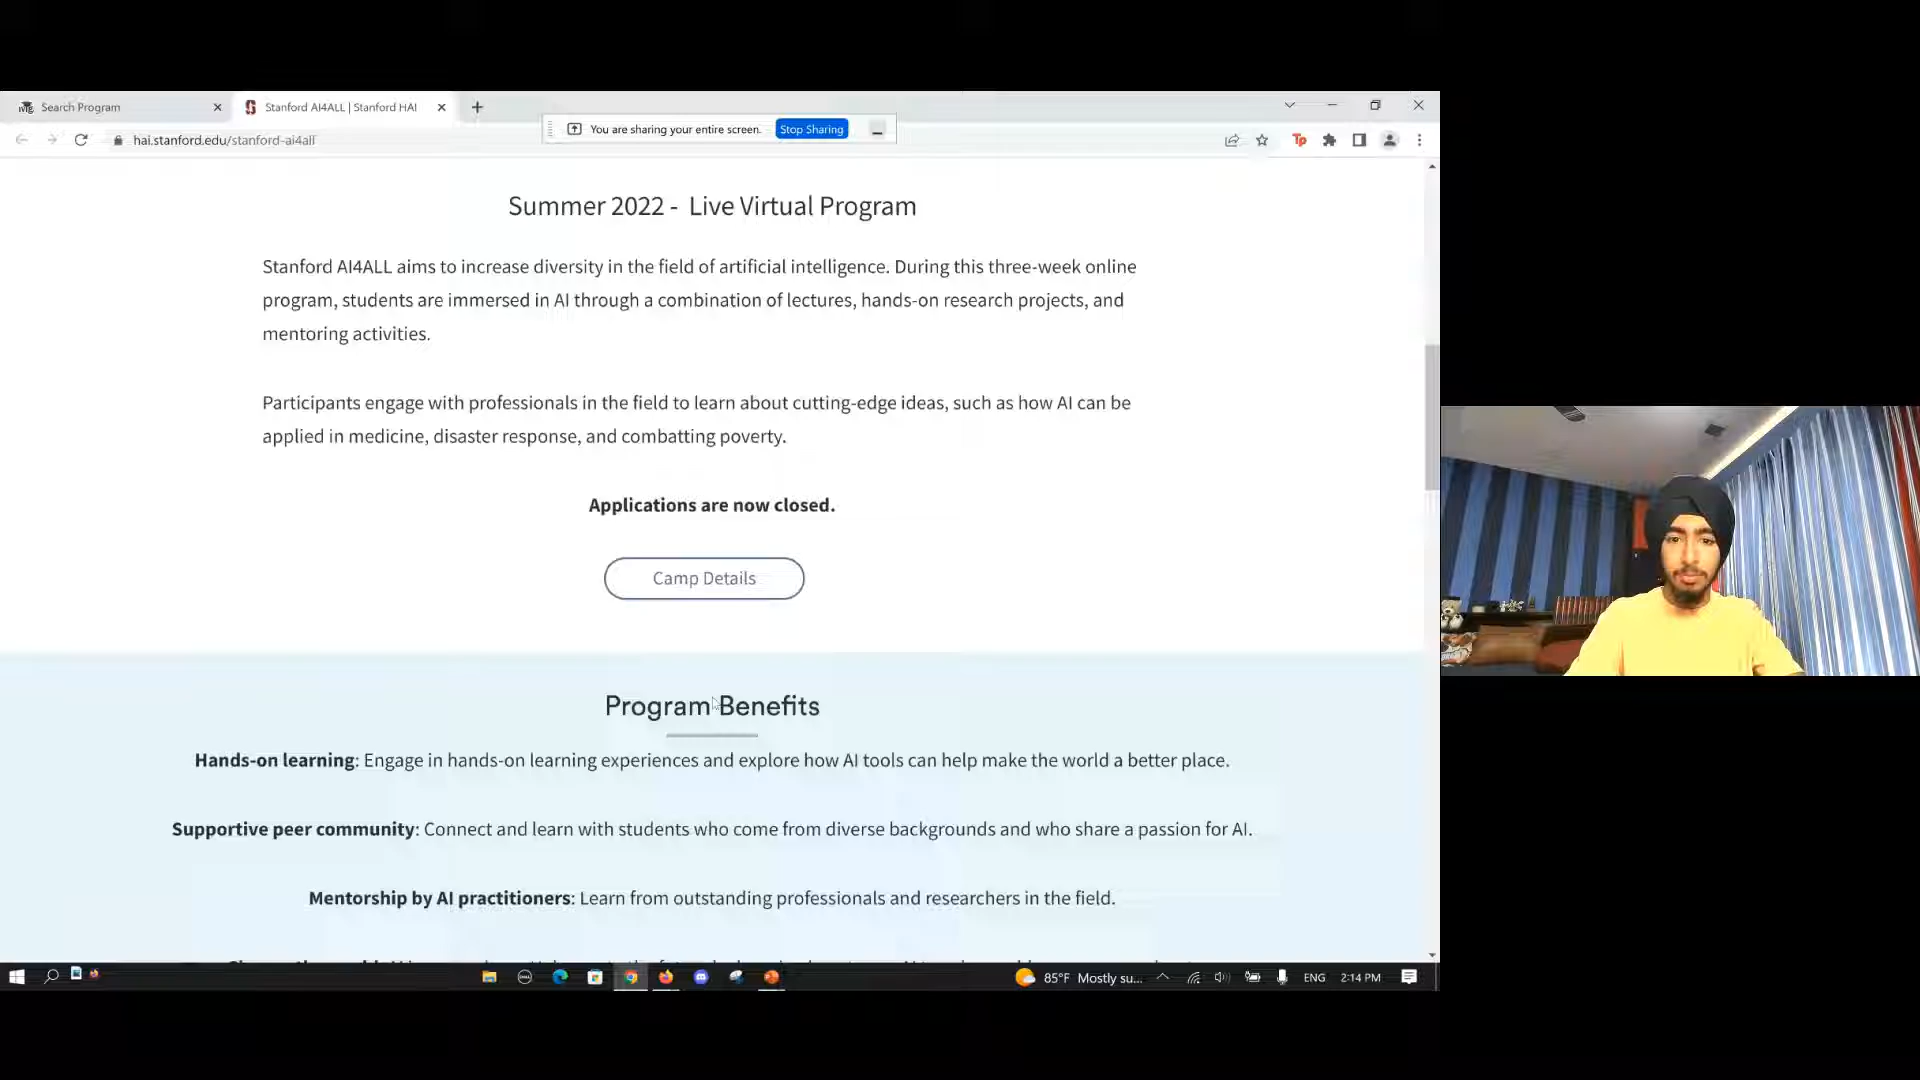 Search Program
Stanford AI4ALL | Stanford HAI
You are sharing your entire screen. Stop Sharing
hai.stanford.edu/stanford-ai4all
Tp
Summer 2022 - Live Virtual Program
Stanford AI4ALL aims to increase diversity in the field of artificial intelligence. During this three-week online
program, students are immersed in AI through a combination of lectures, hands-on research projects, and
mentoring activities.
Participants engage with professionals in the field to learn about cutting-edge ideas, such as how AI can be
applied in medicine, disaster response, and combatting poverty.
Applications are now closed.
Camp Details
Program Benefits
Hands-on learning: Engage in hands-on learning experiences and explore how AI tools can help make the world a better place.
Supportive peer community: Connect and learn with students who come from diverse backgrounds and who share a passion for AI.
Mentorship by AI practitioners: Learn from outstanding professionals and researchers in the field.
85°F Mostly su... ENG 2:14 PM